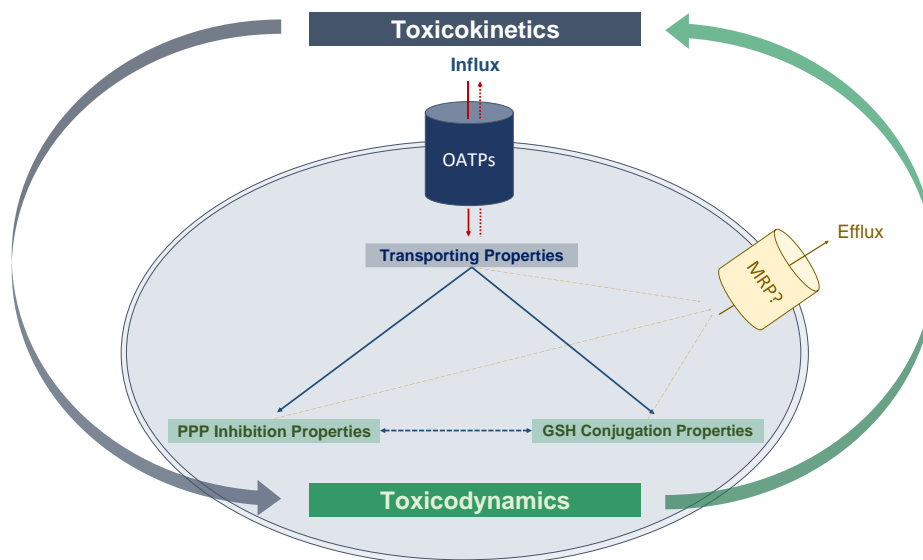 Toxicokinetics
Influx
OATPs
Efflux
Transporting Properties
MRP?
PPP Inhibition Properties
GSH Conjugation Properties
Toxicodynamics